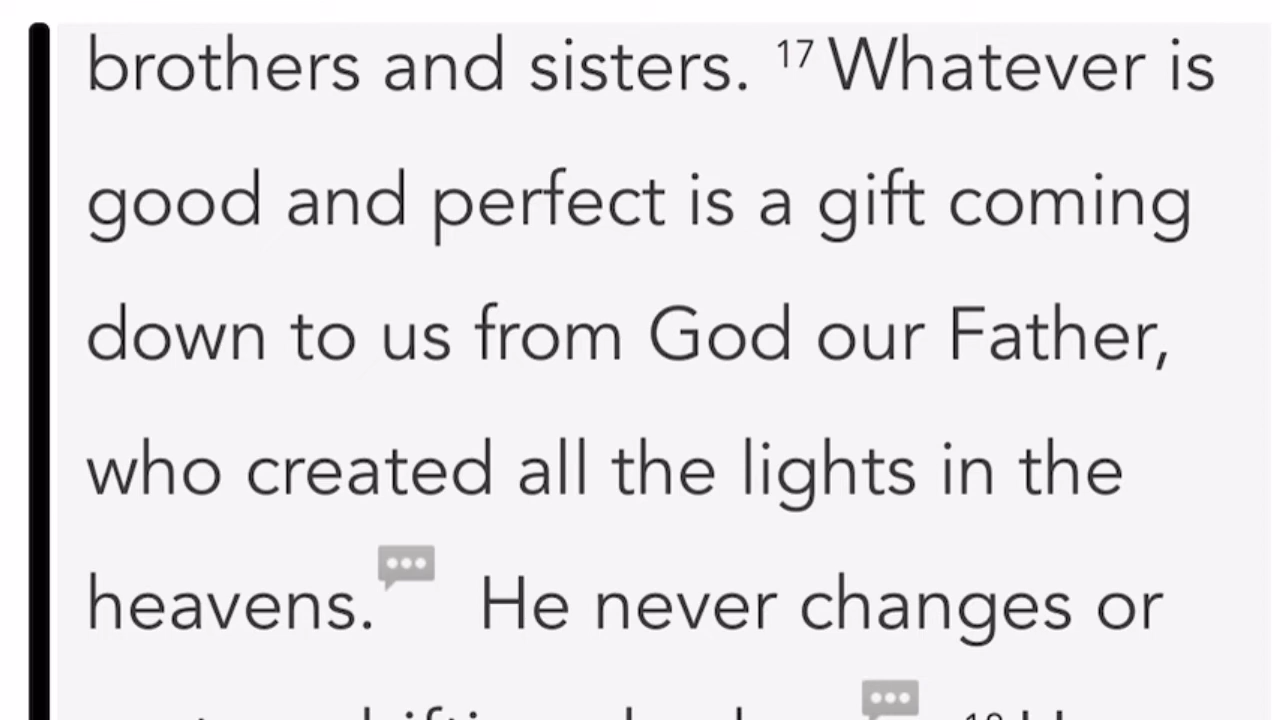 brothers and sisters. 17 Whatever is
good and perfect is a gift coming
down to us from God our Father,
who created all the lights in the
heavens. He never changes or